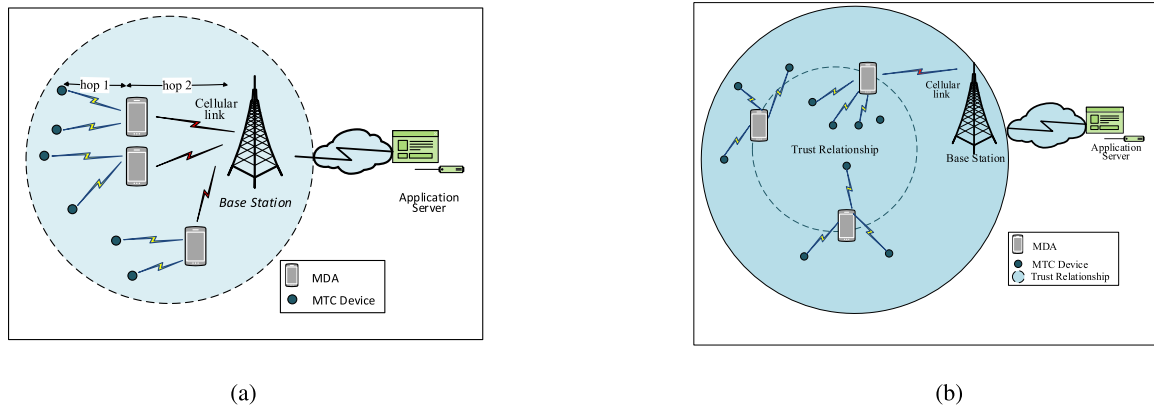 hop 1
hop 2
Cellular
link
Base Station
Application
Server
MDA
MTC Device
(a)
Cellular
link
Trust Relationship
Base Station
Application
Server
MDA
MTC Device
Trust Relationship
(b)